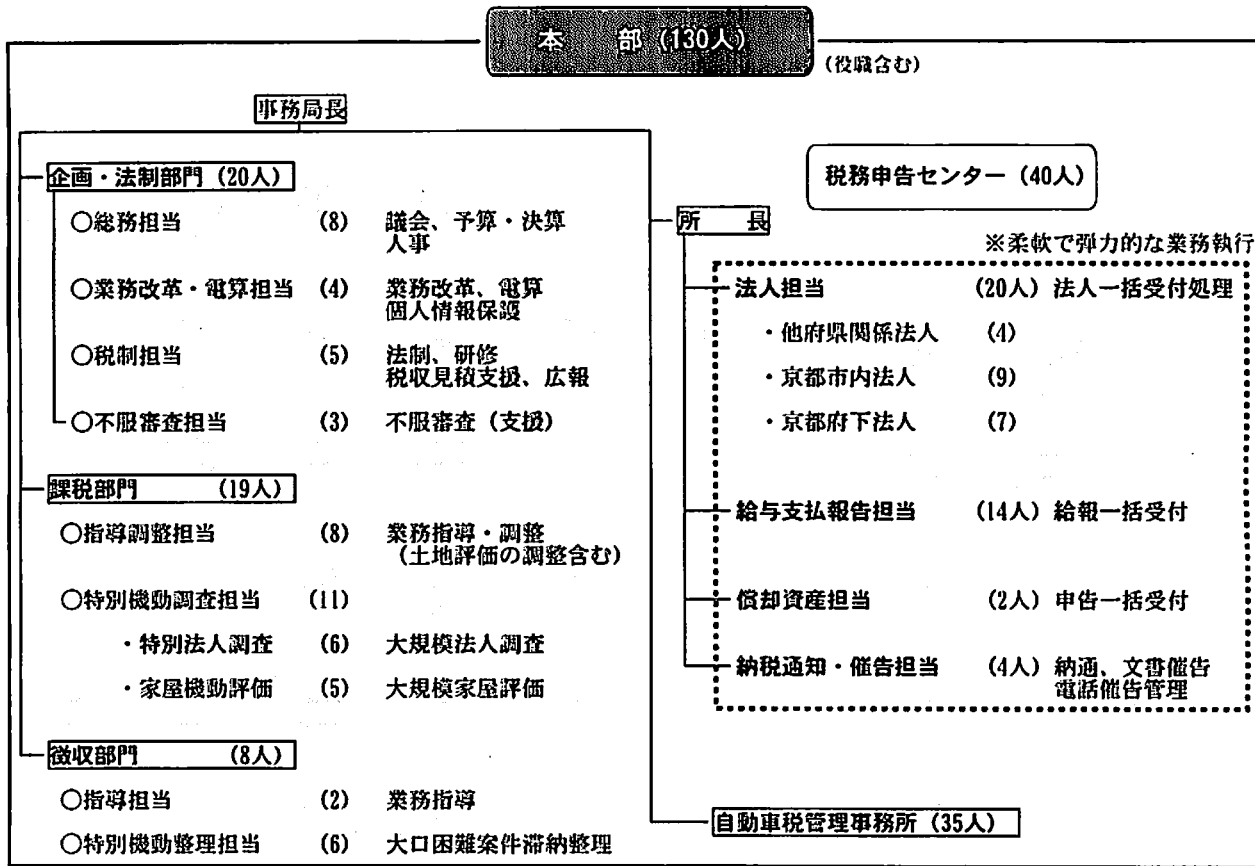 本　部 (130人)
(役職含む)
事務局長
企画・法制部門 (20人)
○総務担当 (8) 議会、予算・決算
人事
○業務改革・電算担当 (4) 業務改革、電算
個人情報保護
○税制担当 (5) 法制、研修
税収見積支援、広報
○不服審査担当 (3) 不服審査（支援）
課税部門 (19人)
○指導調整担当 (8) 業務指導・調整
（土地評価の調整含む）
○特別機動調査担当 (11)
・特別法人調査 (6) 大規模法人調査
・家屋機動評価 (5) 大規模家屋評価
徴収部門 (8人)
○指導担当 (2) 業務指導
○特別機動整理担当 (6) 大口困難案件滞納整理
税務申告センター (40人)
所　長
※柔軟で弾力的な業務執行
法人担当 (20人) 法人一括受付処理
・他府県関係法人 (4)
・京都市内法人 (9)
・京都府下法人 (7)
給与支払報告担当 (14人) 給報一括受付
償却資産担当 (2人) 申告一括受付
納税通知・催告担当 (4人) 納通、文書催告
電話催告管理
自動車税管理事務所 (35人)